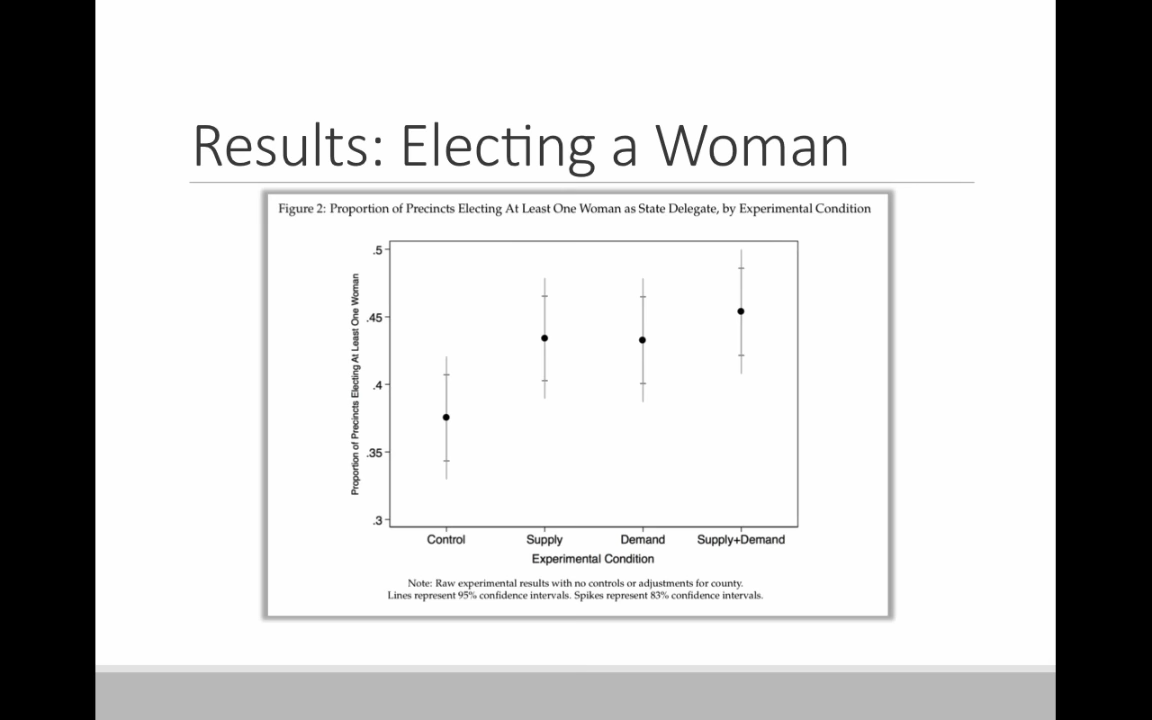 Results: Electing a Woman
Figure 2: Proportion of Precincts Electing At Least One Woman as State Delegate, by Experimental Condition
Proportion of Precincts Electing At Least One Woman
.5
.45
.4
.35
.3
Control Supply Demand Supply+Demand
Experimental Condition
Note: Raw experimental results with no controls or adjustments for county.
Lines represent 95% confidence intervals. Spikes represent 83% confidence intervals.